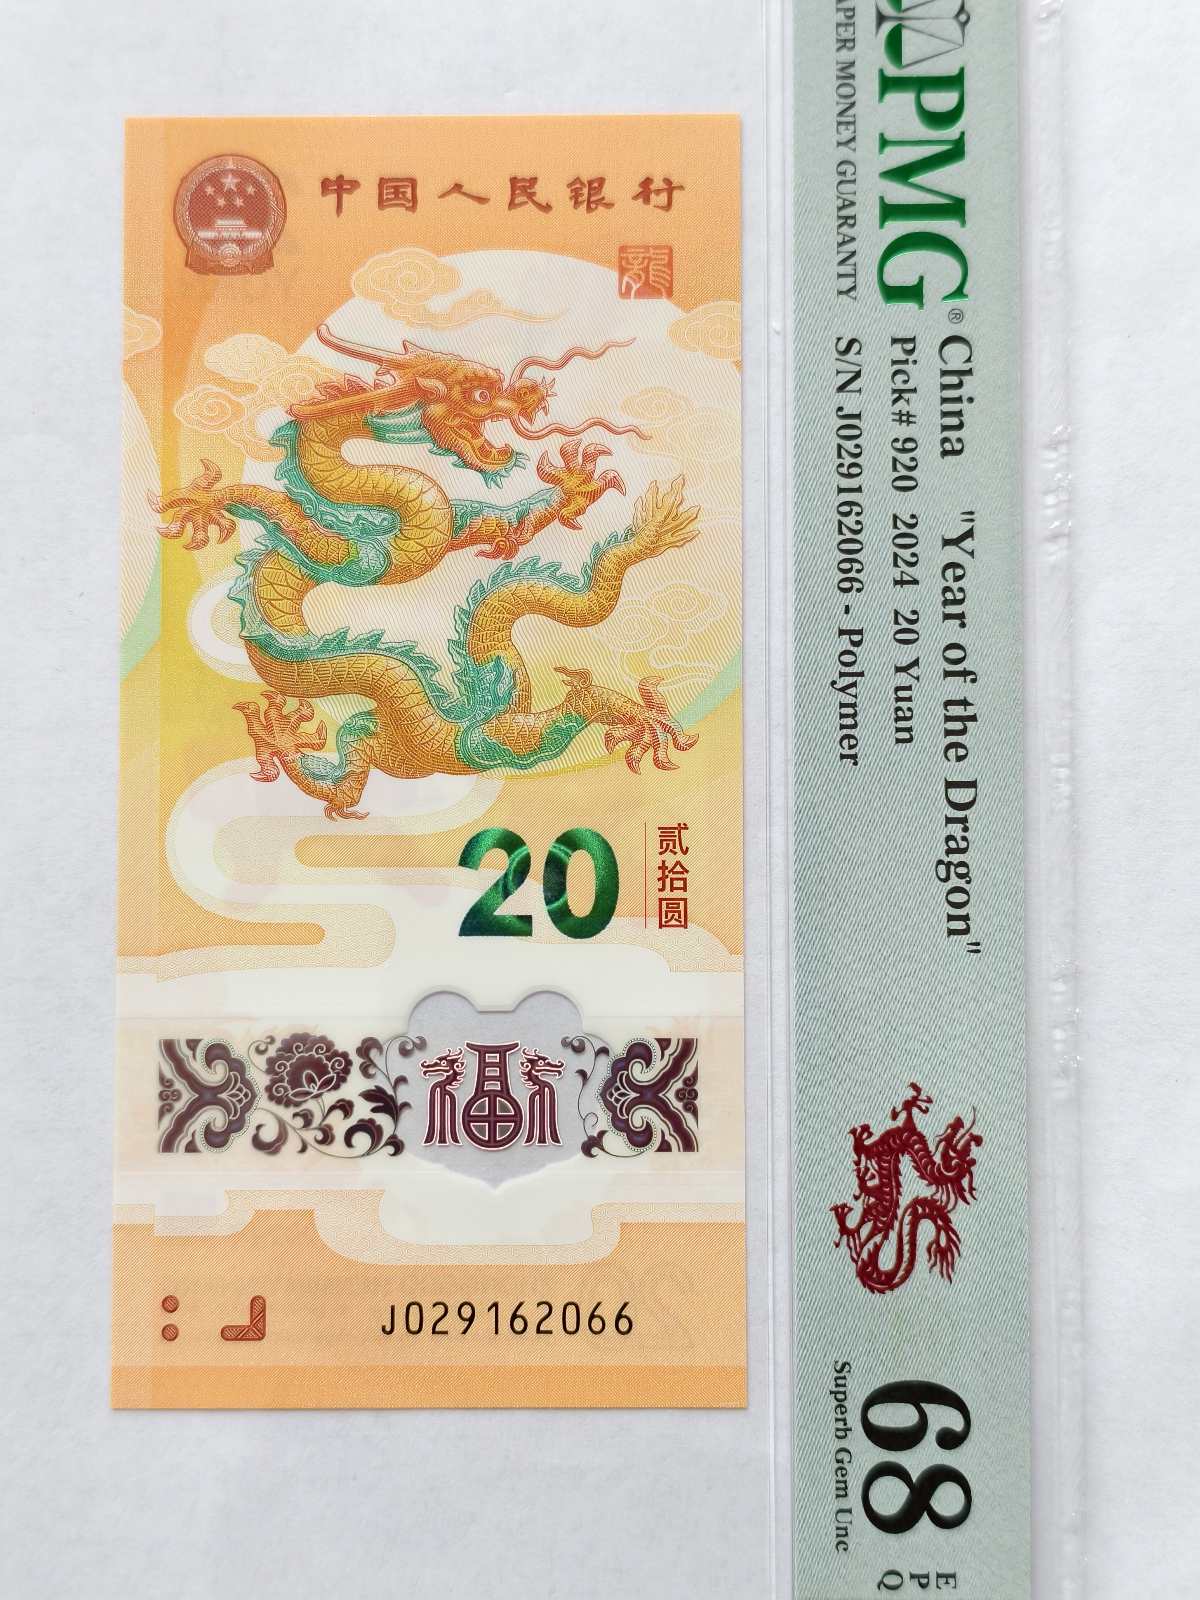 中国人民银行
龍
20
贰拾圆
福
J029162066
PMG®
PAPER MONEY GUARANTY
China "Year of the Dragon"
Pick# 920 2024 20 Yuan
S/N J029162066 - Polymer
68 EPQ
Superb Gem Unc